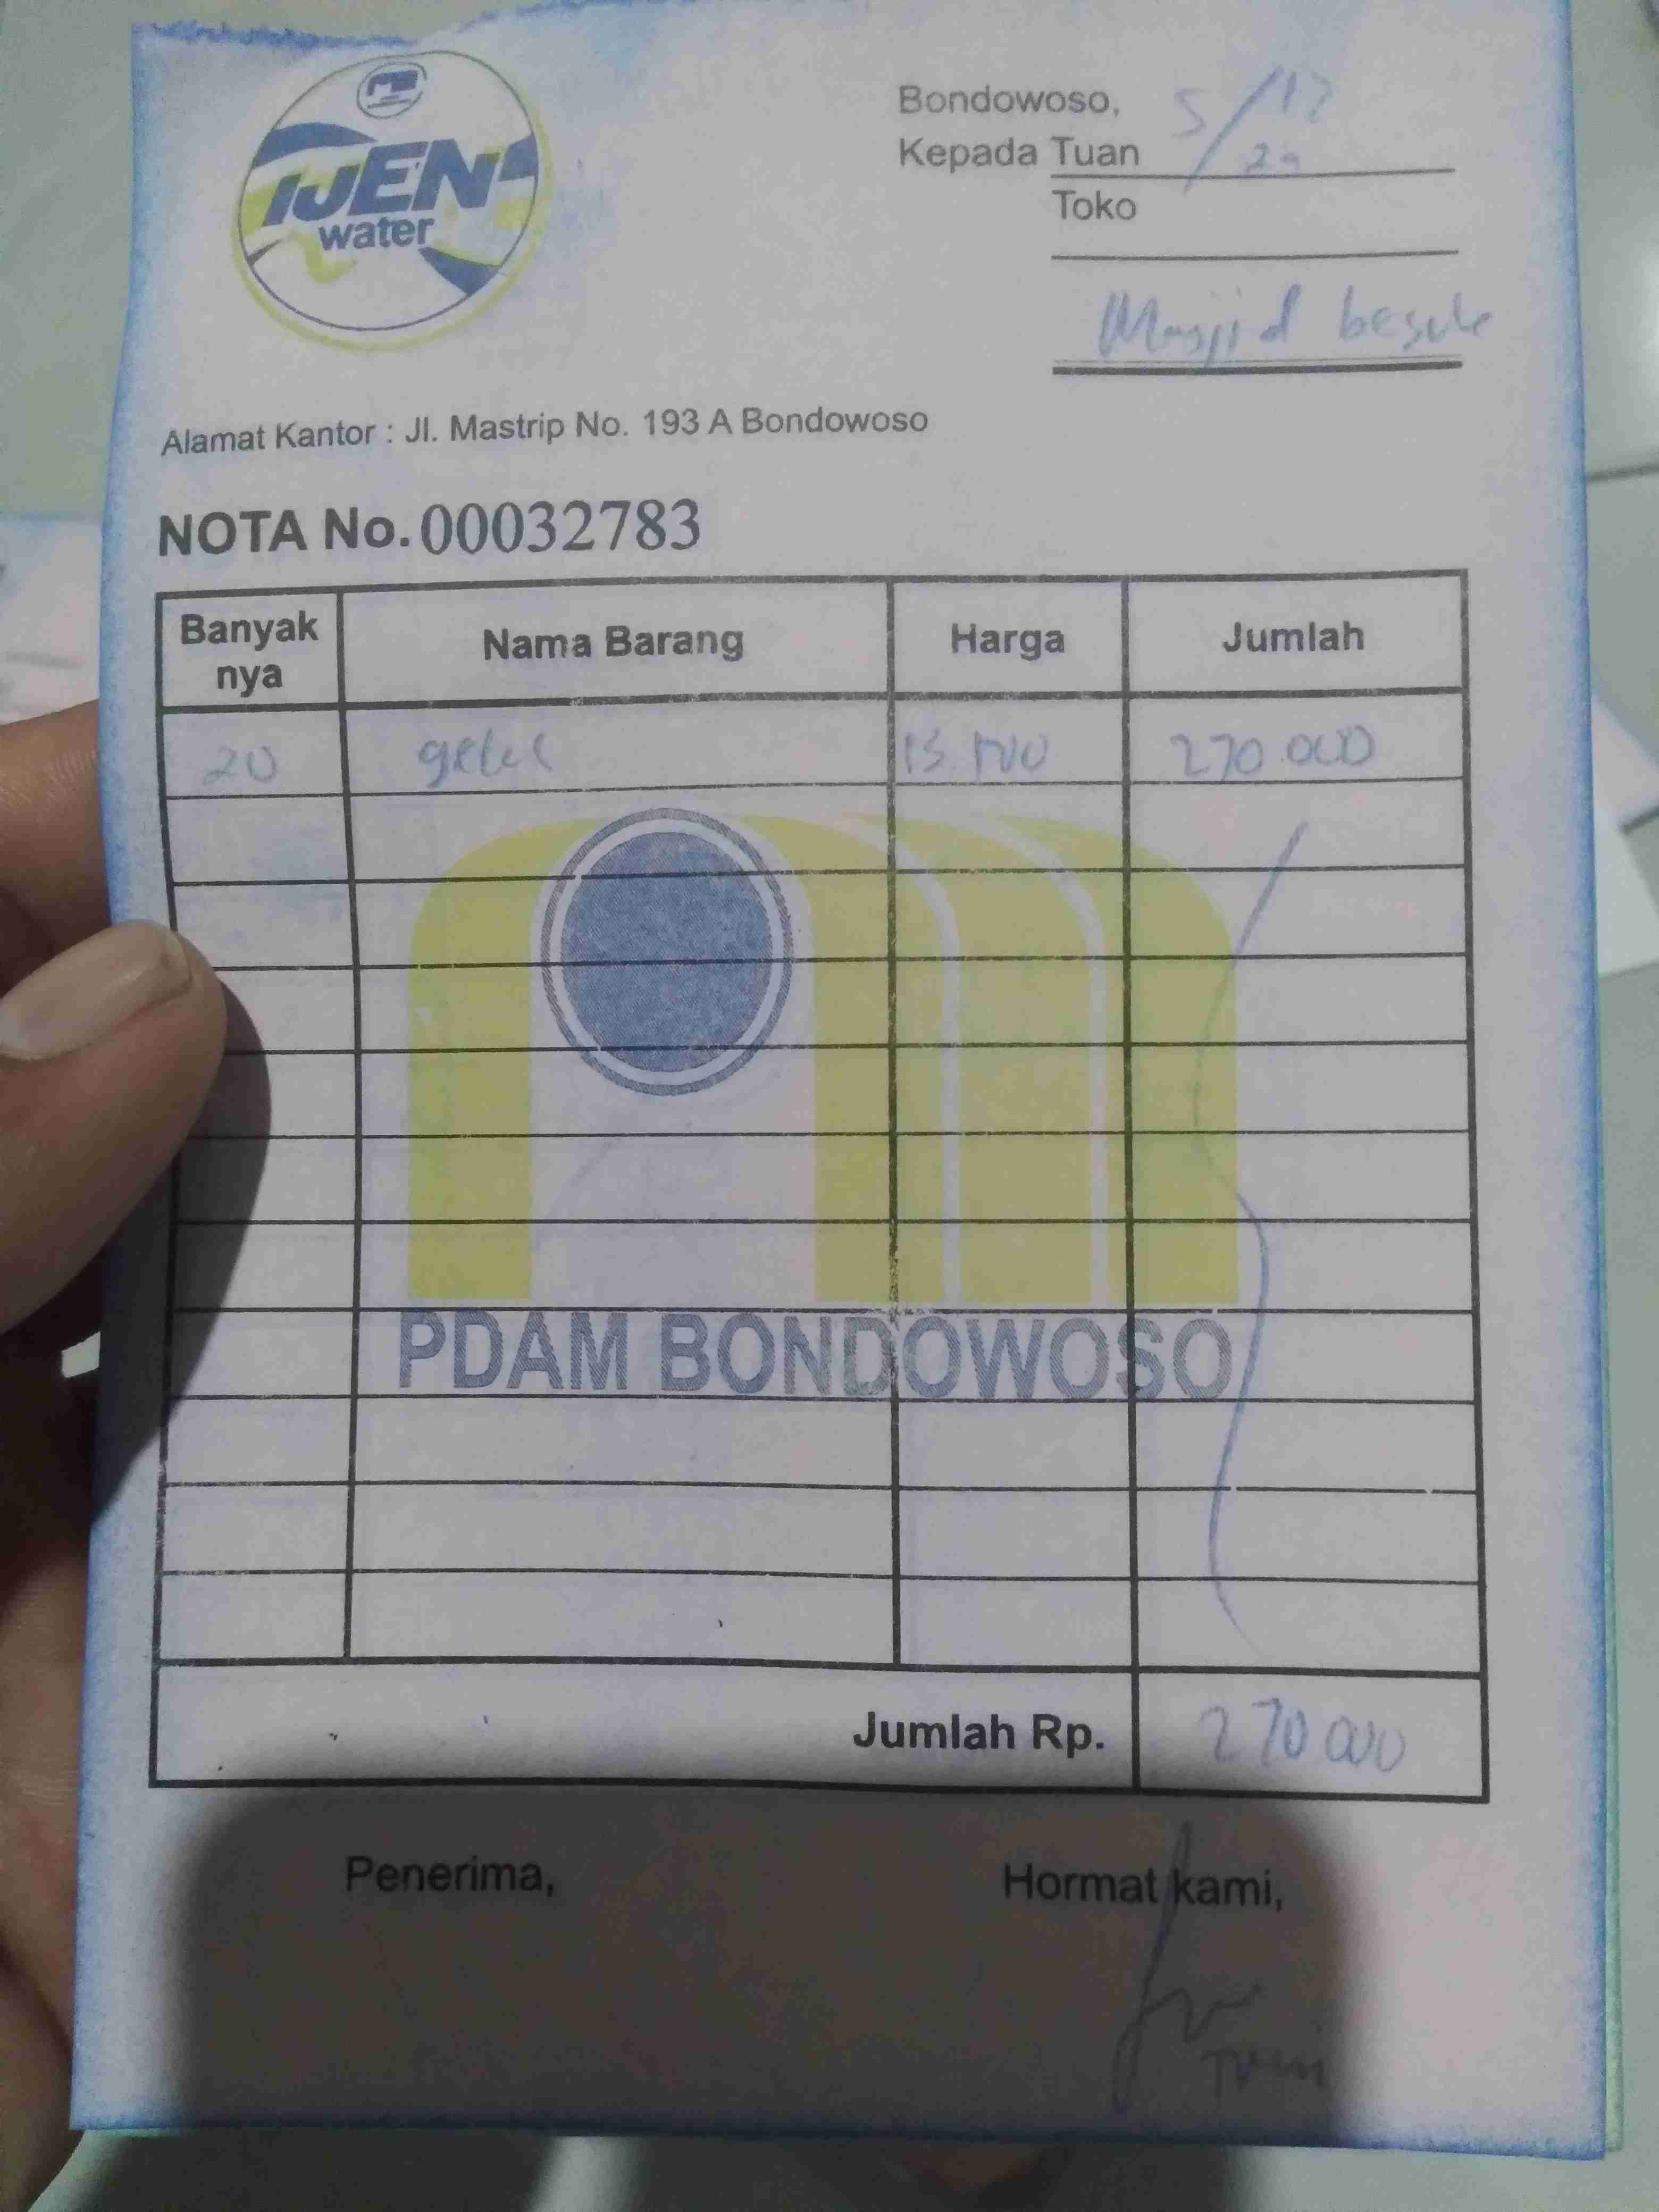 IJEN
water
Bondowoso, 5/12
Kepada Tuan
Toko
Masjid besuk
Alamat Kantor : Jl. Mastrip No. 193 A Bondowoso
NOTA No. 00032783
Banyak nya Nama Barang Harga Jumlah
20 gelas 13.500 270.000
PDAM BONDOWOSO
Jumlah Rp. 270 000
Penerima, Hormat kami,